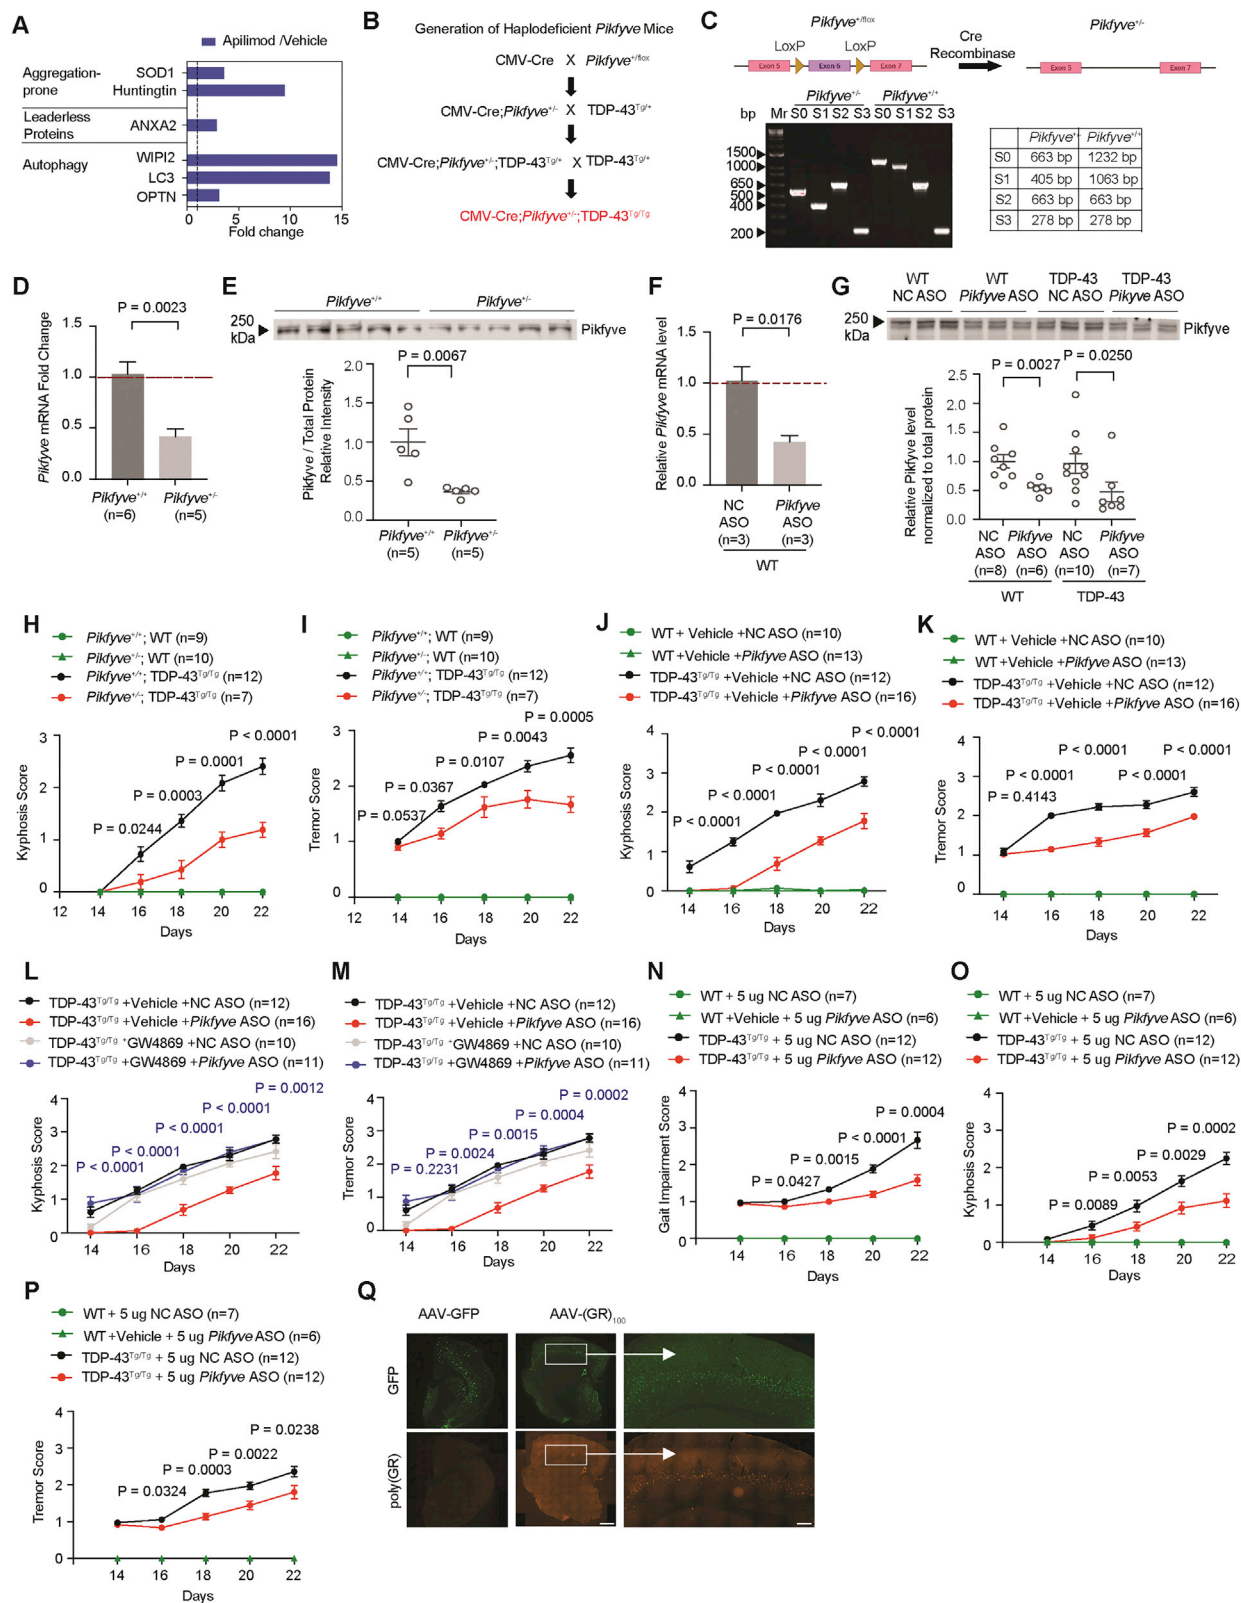 A
Apilimod /Vehicle
Aggregation-
prone
SOD1
Huntingtin
Leaderless
Proteins
ANXA2
Autophagy
WIPI2
LC3
OPTN
0 5 10 15
Fold change
B
Generation of Haplodeficient Pikfyve Mice
CMV-Cre X Pikfyve+/flox
CMV-Cre;Pikfyve+/- X TDP-43Tg/+
CMV-Cre;Pikfyve+/-;TDP-43Tg/+ X TDP-43Tg/+
CMV-Cre;Pikfyve+/-;TDP-43Tg/Tg
C
Pikfyve+/flox
LoxP LoxP
Exon 5 Exon 6 Exon 7
Cre
Recombinase
Pikfyve+/-
Exon 5 Exon 7
Pikfyve+/- Pikfyve+/+
bp Mr S0 S1 S2 S3 S0 S1 S2 S3
1500
1000
650
500
400
200
Pikfyve+/- Pikfyve+/+
S0 663 bp 1232 bp
S1 405 bp 1063 bp
S2 663 bp 663 bp
S3 278 bp 278 bp
D
P = 0.0023
Pikfyve mRNA Fold Change
1.5
1.0
0.5
0.0
Pikfyve+/+ Pikfyve+/-
(n=6) (n=5)
E
Pikfyve+/+ Pikfyve+/-
250
kDa
Pikfyve
P = 0.0067
Pikfyve / Total Protein
Relative Intensity
2.0
1.5
1.0
0.5
0.0
Pikfyve+/+ Pikfyve+/-
(n=5) (n=5)
F
P = 0.0176
Relative Pikfyve mRNA level
1.5
1.0
0.5
0.0
NC
ASO
(n=3)
Pikfyve
ASO
(n=3)
WT
G
WT
NC ASO
WT
Pikfyve ASO
TDP-43
NC ASO
TDP-43
Pikfyve ASO
250
kDa
Pikfyve
P = 0.0027
P = 0.0250
Relative Pikfyve level
normalized to total protein
2.5
2.0
1.5
1.0
0.5
0.0
NC
ASO
(n=8)
Pikfyve
ASO
(n=6)
NC
ASO
(n=10)
Pikfyve
ASO
(n=7)
WT TDP-43
H
Pikfyve+/+; WT (n=9)
Pikfyve+/-; WT (n=10)
Pikfyve+/+; TDP-43Tg/Tg (n=12)
Pikfyve+/-; TDP-43Tg/Tg (n=7)
P < 0.0001
P = 0.0001
P = 0.0003
P = 0.0244
Kyphosis Score
3
2
1
0
12 14 16 18 20 22
Days
I
Pikfyve+/+; WT (n=9)
Pikfyve+/-; WT (n=10)
Pikfyve+/+; TDP-43Tg/Tg (n=12)
Pikfyve+/-; TDP-43Tg/Tg (n=7)
P = 0.0005
P = 0.0043
P = 0.0107
P = 0.0367
P = 0.0537
Tremor Score
3
2
1
0
12 14 16 18 20 22
Days
J
WT + Vehicle +NC ASO (n=10)
WT +Vehicle +Pikfyve ASO (n=13)
TDP-43Tg/Tg +Vehicle +NC ASO (n=12)
TDP-43Tg/Tg +Vehicle +Pikfyve ASO (n=16)
P < 0.0001
P < 0.0001
P < 0.0001
P < 0.0001
P < 0.0001
Kyphosis Score
4
3
2
1
0
14 16 18 20 22
Days
K
WT + Vehicle +NC ASO (n=10)
WT +Vehicle +Pikfyve ASO (n=13)
TDP-43Tg/Tg +Vehicle +NC ASO (n=12)
TDP-43Tg/Tg +Vehicle +Pikfyve ASO (n=16)
P < 0.0001 P < 0.0001
P < 0.0001 P < 0.0001
P = 0.4143
Tremor Score
4
3
2
1
0
14 16 18 20 22
Days
L
TDP-43Tg/Tg +Vehicle +NC ASO (n=12)
TDP-43Tg/Tg +Vehicle +Pikfyve ASO (n=16)
TDP-43Tg/Tg +GW4869 +NC ASO (n=10)
TDP-43Tg/Tg +GW4869 +Pikfyve ASO (n=11)
P = 0.0012
P < 0.0001
P < 0.0001
P < 0.0001
P < 0.0001
Kyphosis Score
4
3
2
1
0
14 16 18 20 22
Days
M
TDP-43Tg/Tg +Vehicle +NC ASO (n=12)
TDP-43Tg/Tg +Vehicle +Pikfyve ASO (n=16)
TDP-43Tg/Tg +GW4869 +NC ASO (n=10)
TDP-43Tg/Tg +GW4869 +Pikfyve ASO (n=11)
P = 0.0002
P = 0.0004
P = 0.0015
P = 0.0024
P = 0.2231
Tremor Score
4
3
2
1
0
14 16 18 20 22
Days
N
WT + 5 ug NC ASO (n=7)
WT +Vehicle + 5 ug Pikfyve ASO (n=6)
TDP-43Tg/Tg + 5 ug NC ASO (n=12)
TDP-43Tg/Tg + 5 ug Pikfyve ASO (n=12)
P = 0.0004
P < 0.0001
P = 0.0015
P = 0.0427
Gait Impairment Score
4
3
2
1
0
14 16 18 20 22
Days
O
WT + 5 ug NC ASO (n=7)
WT +Vehicle + 5 ug Pikfyve ASO (n=6)
TDP-43Tg/Tg + 5 ug NC ASO (n=12)
TDP-43Tg/Tg + 5 ug Pikfyve ASO (n=12)
P = 0.0002
P = 0.0029
P = 0.0053
P = 0.0089
Kyphosis Score
4
3
2
1
0
14 16 18 20 22
Days
P
WT + 5 ug NC ASO (n=7)
WT +Vehicle + 5 ug Pikfyve ASO (n=6)
TDP-43Tg/Tg + 5 ug NC ASO (n=12)
TDP-43Tg/Tg + 5 ug Pikfyve ASO (n=12)
P = 0.0238
P = 0.0022
P = 0.0003
P = 0.0324
Tremor Score
4
3
2
1
0
14 16 18 20 22
Days
Q
AAV-GFP AAV-(GR)100
GFP
poly(GR)